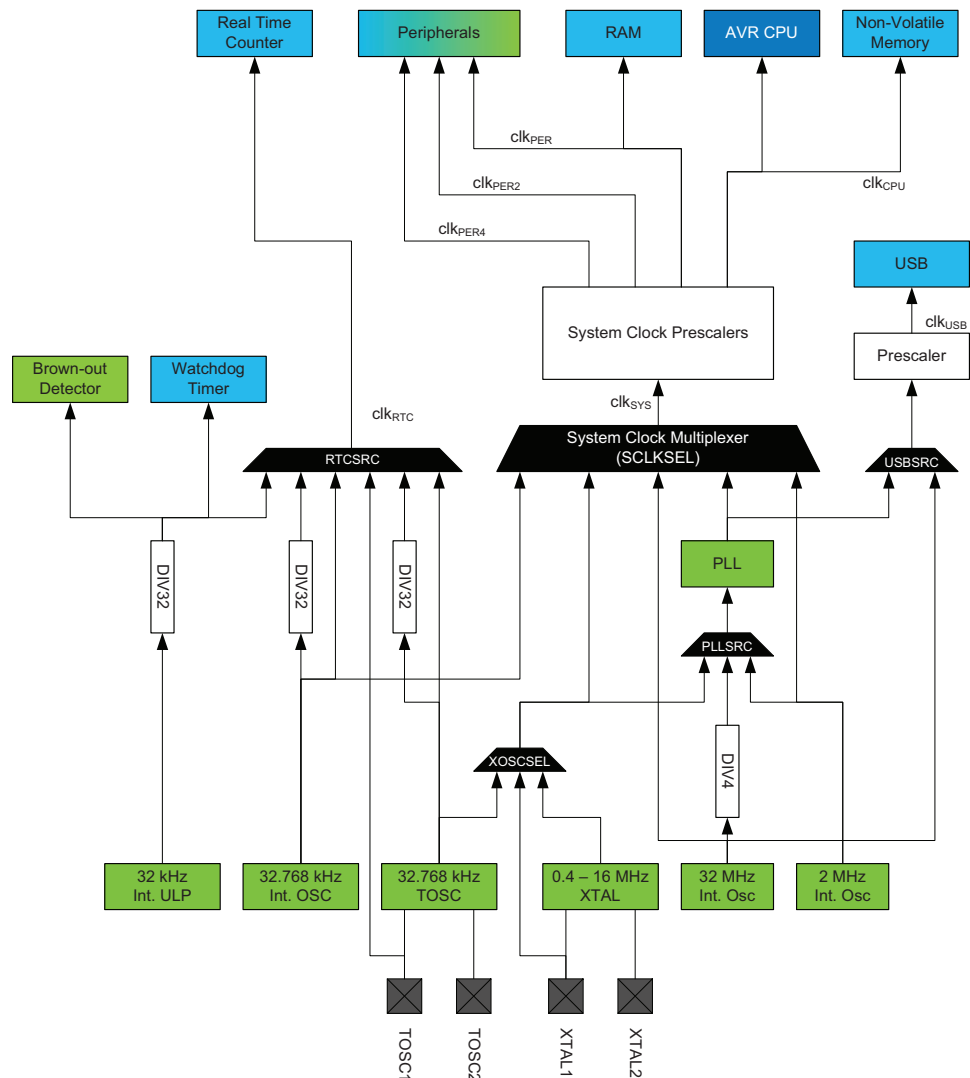 Real Time
Counter
Peripherals
RAM
AVR CPU
Non-Volatile
Memory
clkPER
clkPER2
clkCPU
clkPER4
USB
System Clock Prescalers
clkUSB
Prescaler
Brown-out
Detector
Watchdog
Timer
clkRTC
clkSYS
RTCSRC
System Clock Multiplexer
(SCLKSEL)
USBSRC
DIV32
DIV32
DIV32
PLL
PLLSRC
XOSCSEL
DIV4
32 kHz
Int. ULP
32.768 kHz
Int. OSC
32.768 kHz
TOSC
0.4 – 16 MHz
XTAL
32 MHz
Int. Osc
2 MHz
Int. Osc
TOSC1
TOSC2
XTAL1
XTAL2